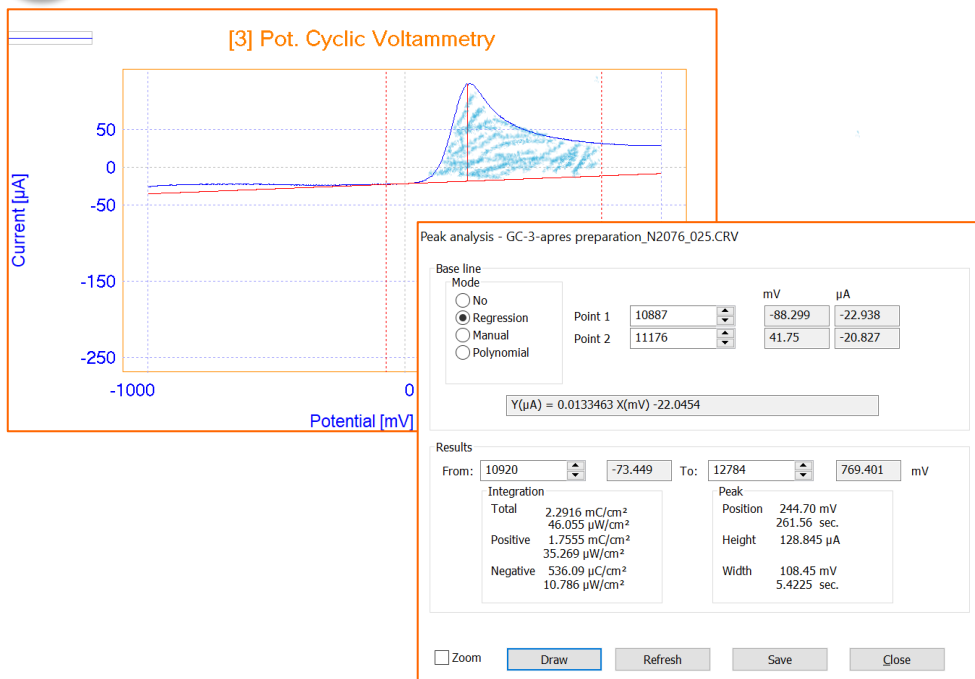 [3] Pot. Cyclic Voltammetry
50
0
-50
-150
-250
Current [µA]
-1000
0
Potential [mV]
Peak analysis - GC-3-apres preparation_N2076_025.CRV
Base line
Mode
No
Regression
Manual
Polynomial
mV µA
Point 1 10887 -88.299 -22.938
Point 2 11176 41.75 -20.827
Y(µA) = 0.0133463 X(mV) -22.0454
Results
From: 10920 -73.449 To: 12784 769.401 mV
Integration
Total 2.2916 mC/cm²
46.055 µW/cm²
Positive 1.7555 mC/cm²
35.269 µW/cm²
Negative 536.09 µC/cm²
10.786 µW/cm²
Peak
Position 244.70 mV
261.56 sec.
Height 128.845 µA
Width 108.45 mV
5.4225 sec.
Zoom Draw Refresh Save Close